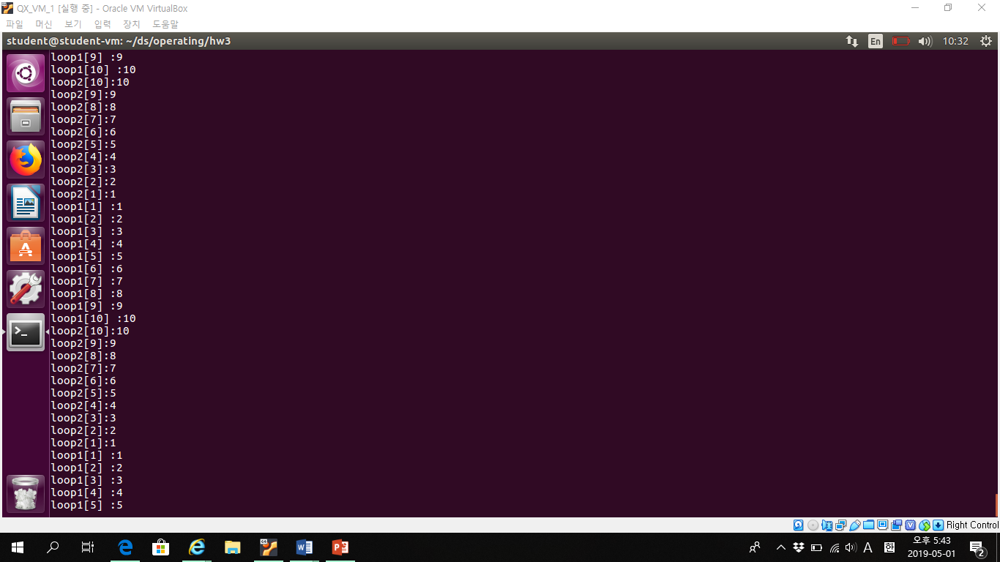 QX_VM_1 [실행 중] - Oracle VM VirtualBox
파일 머신 보기 입력 장치 도움말
student@student-vm: ~/ds/operating/hw3 En 10:32
loop1[9] :9
loop1[10] :10
loop2[10]:10
loop2[9]:9
loop2[8]:8
loop2[7]:7
loop2[6]:6
loop2[5]:5
loop2[4]:4
loop2[3]:3
loop2[2]:2
loop2[1]:1
loop1[1] :1
loop1[2] :2
loop1[3] :3
loop1[4] :4
loop1[5] :5
loop1[6] :6
loop1[7] :7
loop1[8] :8
loop1[9] :9
loop1[10] :10
loop2[10]:10
loop2[9]:9
loop2[8]:8
loop2[7]:7
loop2[6]:6
loop2[5]:5
loop2[4]:4
loop2[3]:3
loop2[2]:2
loop2[1]:1
loop1[1] :1
loop1[2] :2
loop1[3] :3
loop1[4] :4
loop1[5] :5
Right Control
A 한 오후 5:43
2019-05-01 2